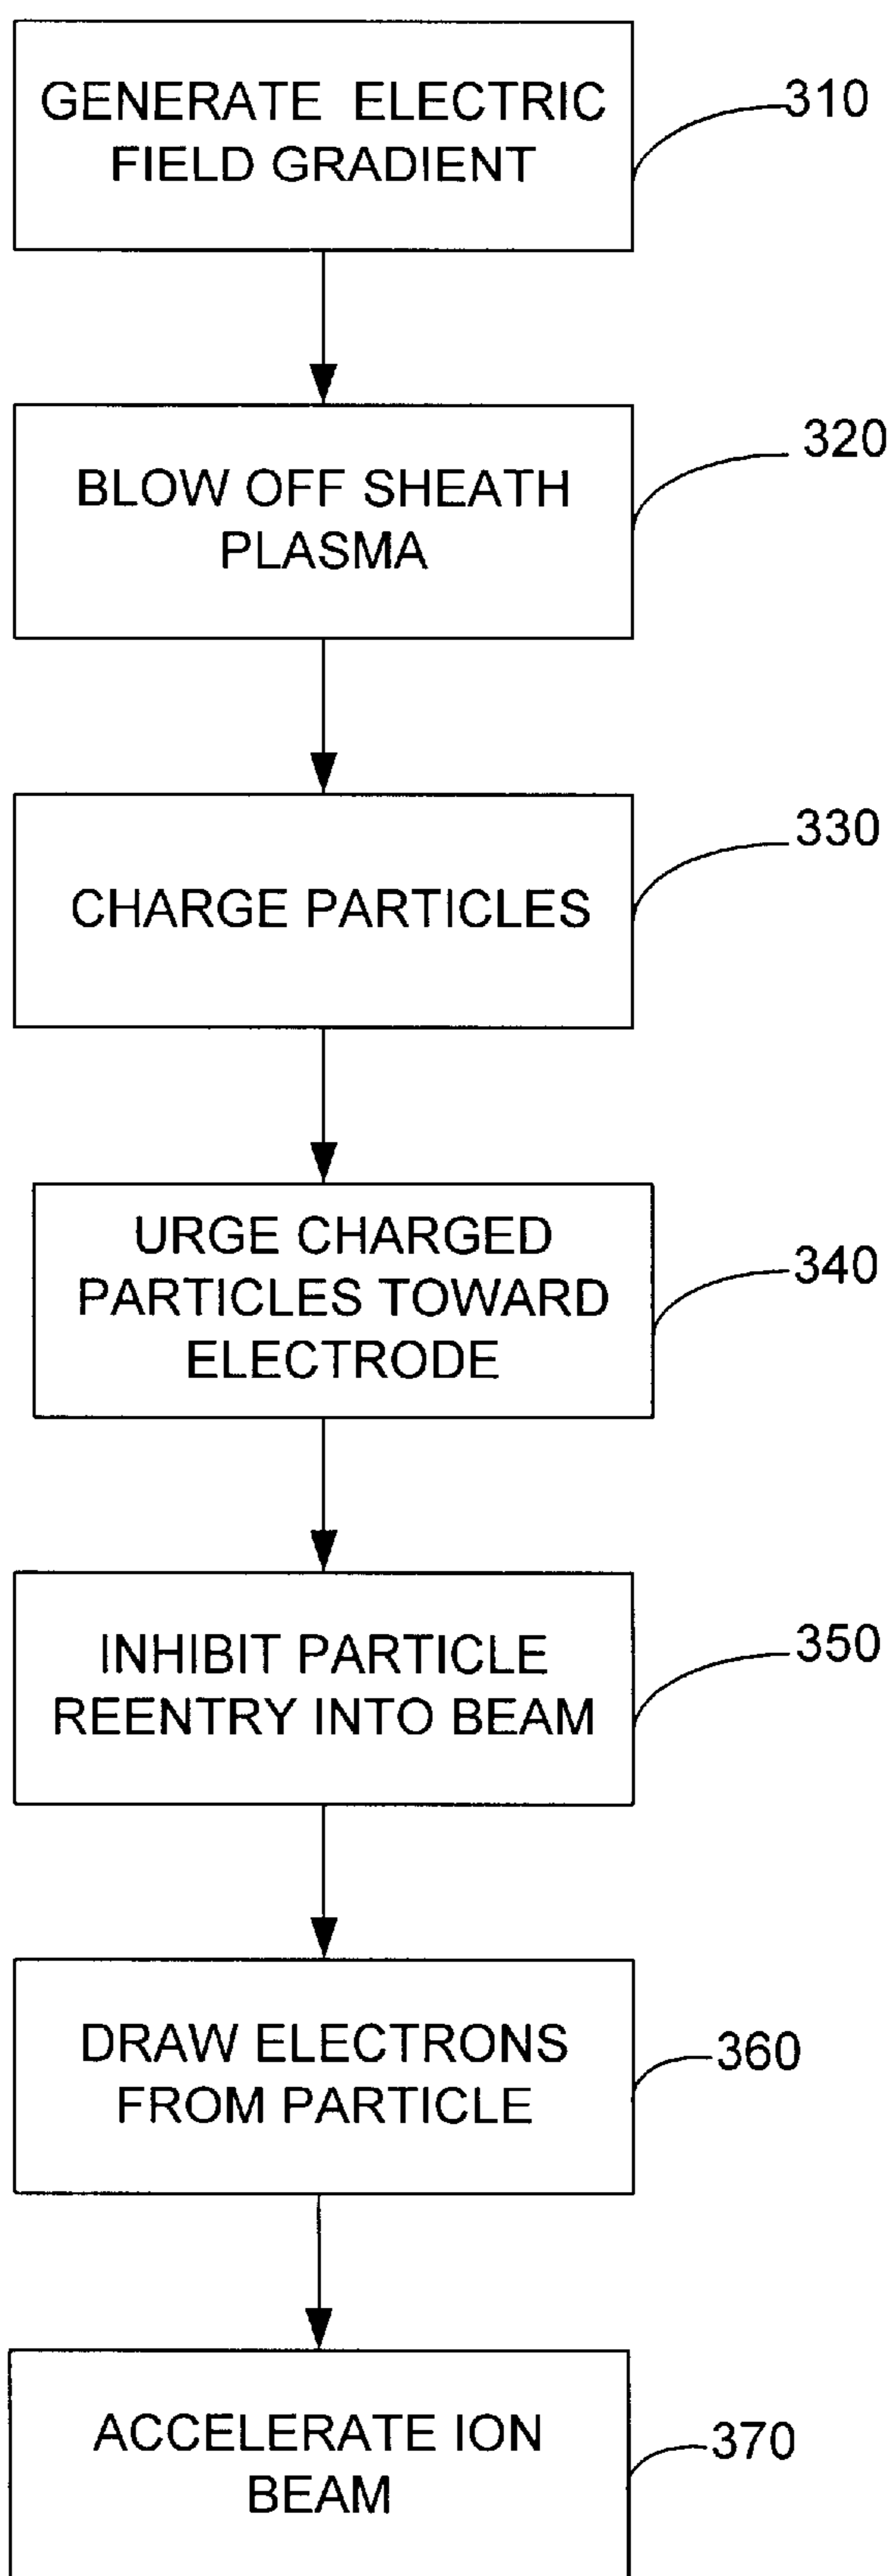 GENERATE ELECTRIC
FIELD GRADIENT
310
BLOW OFF SHEATH
PLASMA
320
CHARGE PARTICLES
330
URGE CHARGED
PARTICLES TOWARD
ELECTRODE
340
INHIBIT PARTICLE
REENTRY INTO BEAM
350
DRAW ELECTRONS
FROM PARTICLE
360
ACCELERATE ION
BEAM
370